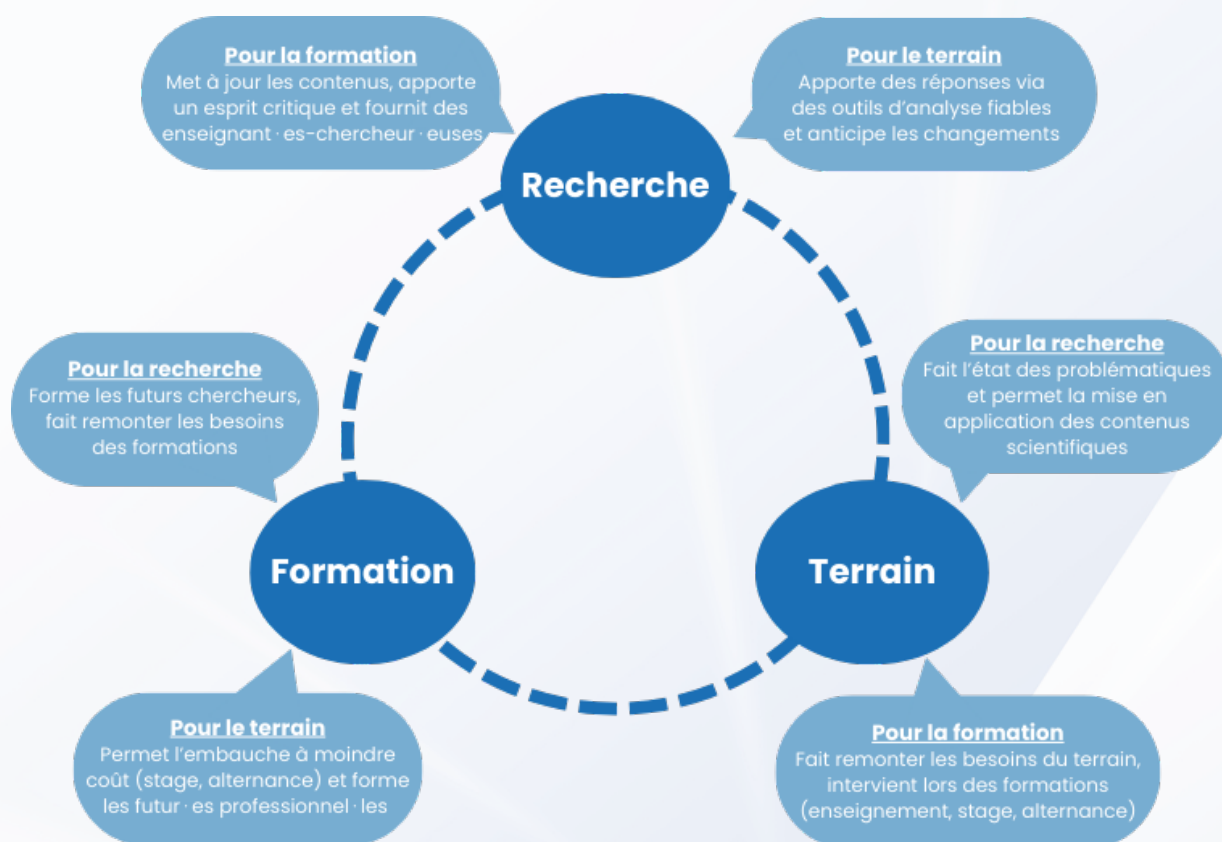 Pour la formation
Met à jour les contenus, apporte
un esprit critique et fournit des
enseignant·es-chercheur·euses
Pour le terrain
Apporte des réponses via
des outils d'analyse fiables
et anticipe les changements
Recherche
Pour la recherche
Forme les futurs chercheurs,
fait remonter les besoins
des formations
Pour la recherche
Fait l'état des problématiques
et permet la mise en
application des contenus
scientifiques
Formation
Terrain
Pour le terrain
Permet l'embauche à moindre
coût (stage, alternance) et forme
les futur·es professionnel·les
Pour la formation
Fait remonter les besoins du terrain,
intervient lors des formations
(enseignement, stage, alternance)